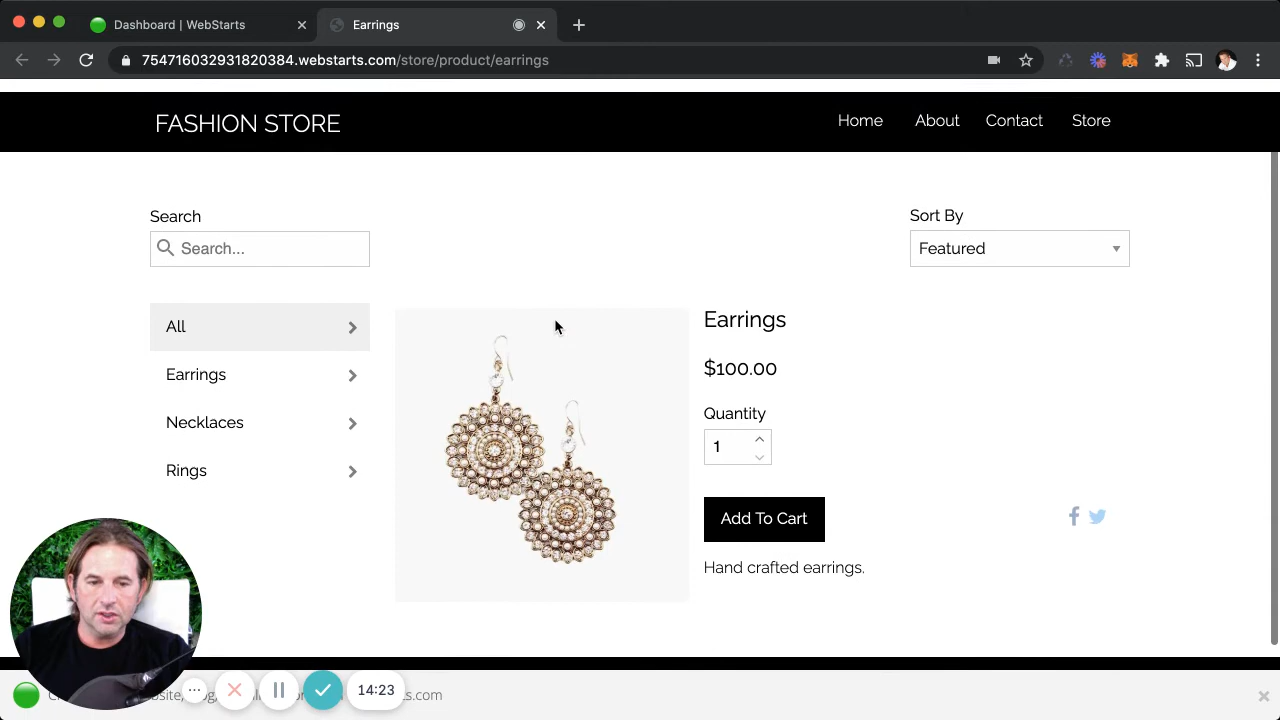 Dashboard | WebStarts
Earrings
754716032931820384.webstarts.com/store/product/earrings
FASHION STORE
Home About Contact Store
Search
Search...
Sort By
Featured
All
Earrings
Necklaces
Rings
Earrings
$100.00
Quantity
1
Add To Cart
Hand crafted earrings.
14:23